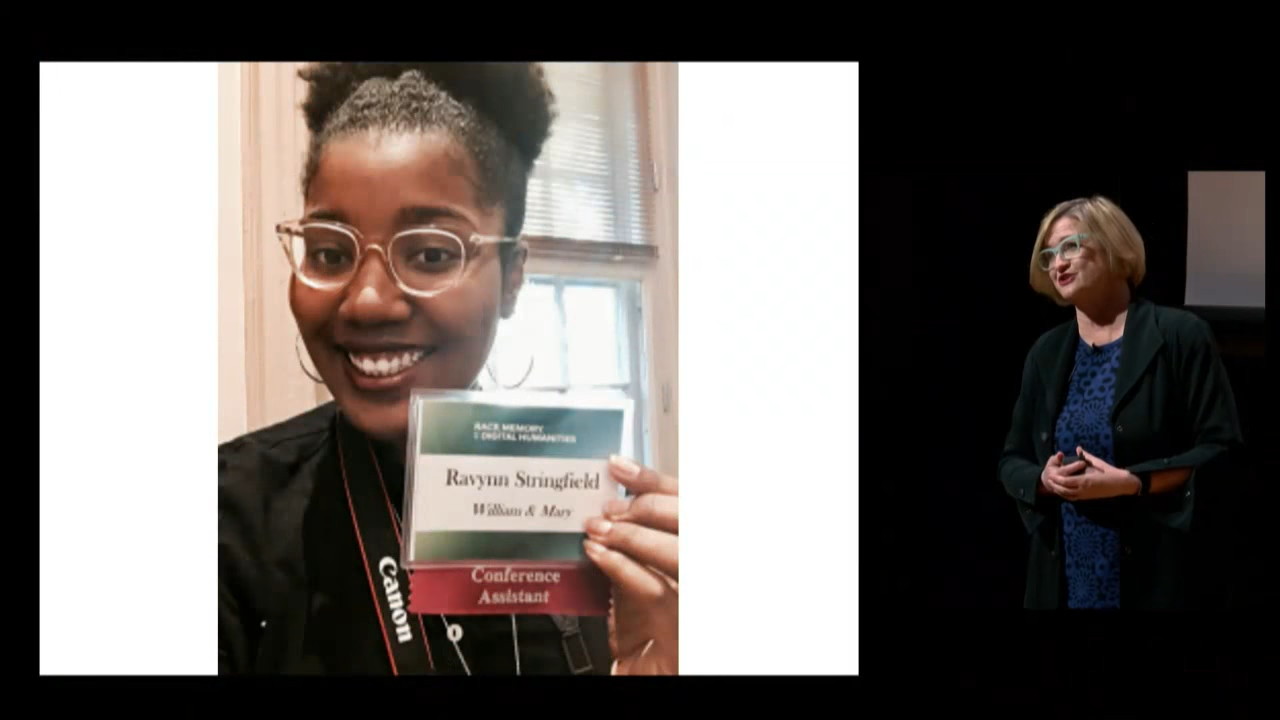 RACE MEMORY
& DIGITAL HUMANITIES
Ravynn Stringfield
William & Mary
Conference
Assistant
Canon